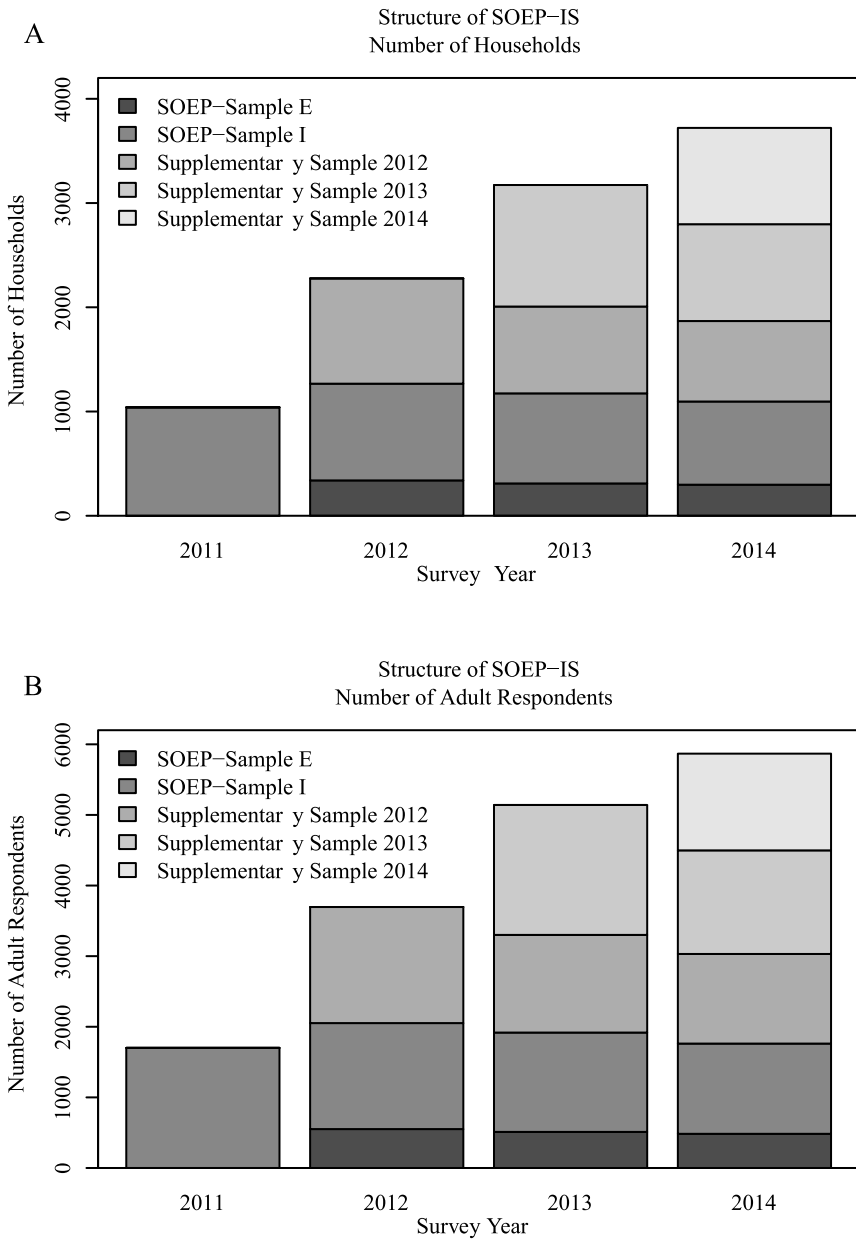 A
Structure of SOEP−IS
Number of Households
Number of Households
4000
3000
2000
1000
0
SOEP−Sample E
SOEP−Sample I
Supplementar y Sample 2012
Supplementar y Sample 2013
Supplementar y Sample 2014
2011 2012 2013 2014
Survey Year
B
Structure of SOEP−IS
Number of Adult Respondents
Number of Adult Respondents
6000
5000
4000
3000
2000
1000
0
SOEP−Sample E
SOEP−Sample I
Supplementar y Sample 2012
Supplementar y Sample 2013
Supplementar y Sample 2014
2011 2012 2013 2014
Survey Year